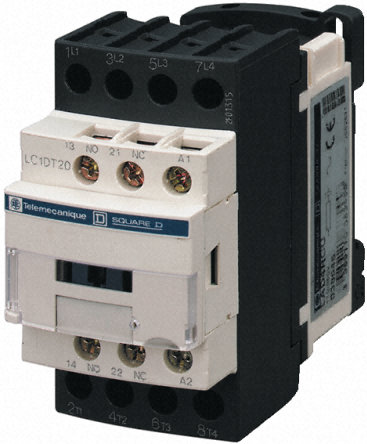 1L1 3L2 5L3 7L4
2401315
13 NO 21 NC A1
LC1DT20
Telemecanique D SQUARE D
14 NO 22 NC A2
2T1 4T2 6T3 8T4